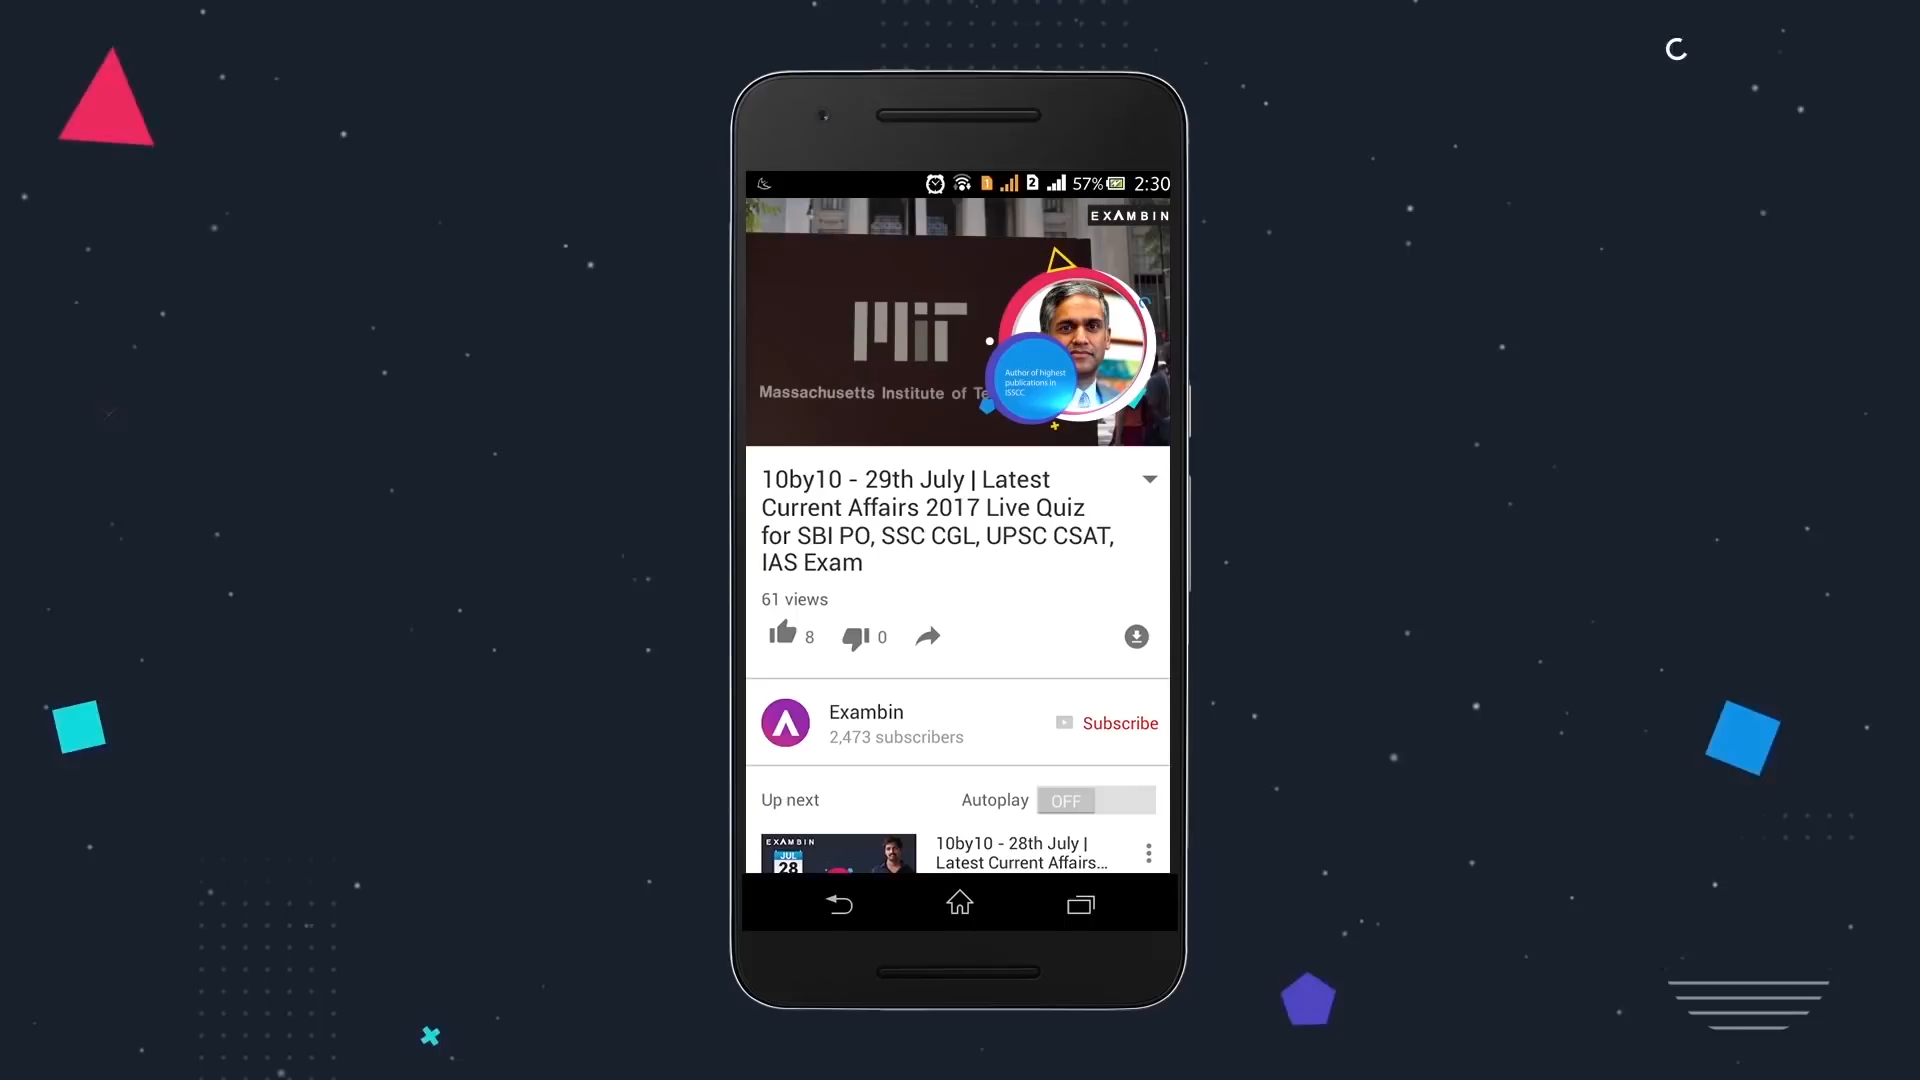 1
2
57%
2:30
EXAMBIN
MIT
Massachusetts Institute of Te
Author of highest
publications in
ISSCC
10by10 - 29th July | Latest
Current Affairs 2017 Live Quiz
for SBI PO, SSC CGL, UPSC CSAT,
IAS Exam
61 views
8
0
Exambin
2,473 subscribers
Subscribe
Up next
Autoplay
OFF
EXAMBIN
JUL
28
10by10 - 28th July |
Latest Current Affairs...